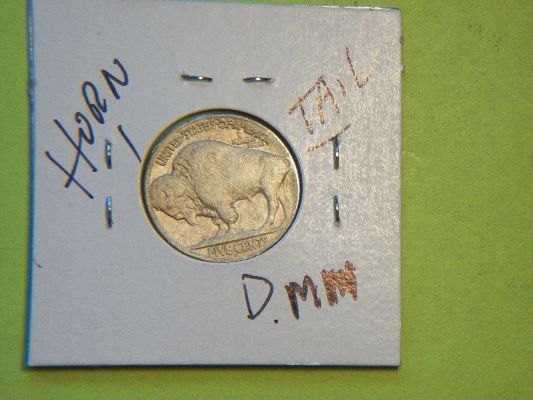 HORN
TAIL
UNITED STATES OF AMERICA
FIVE CENTS
D.MM